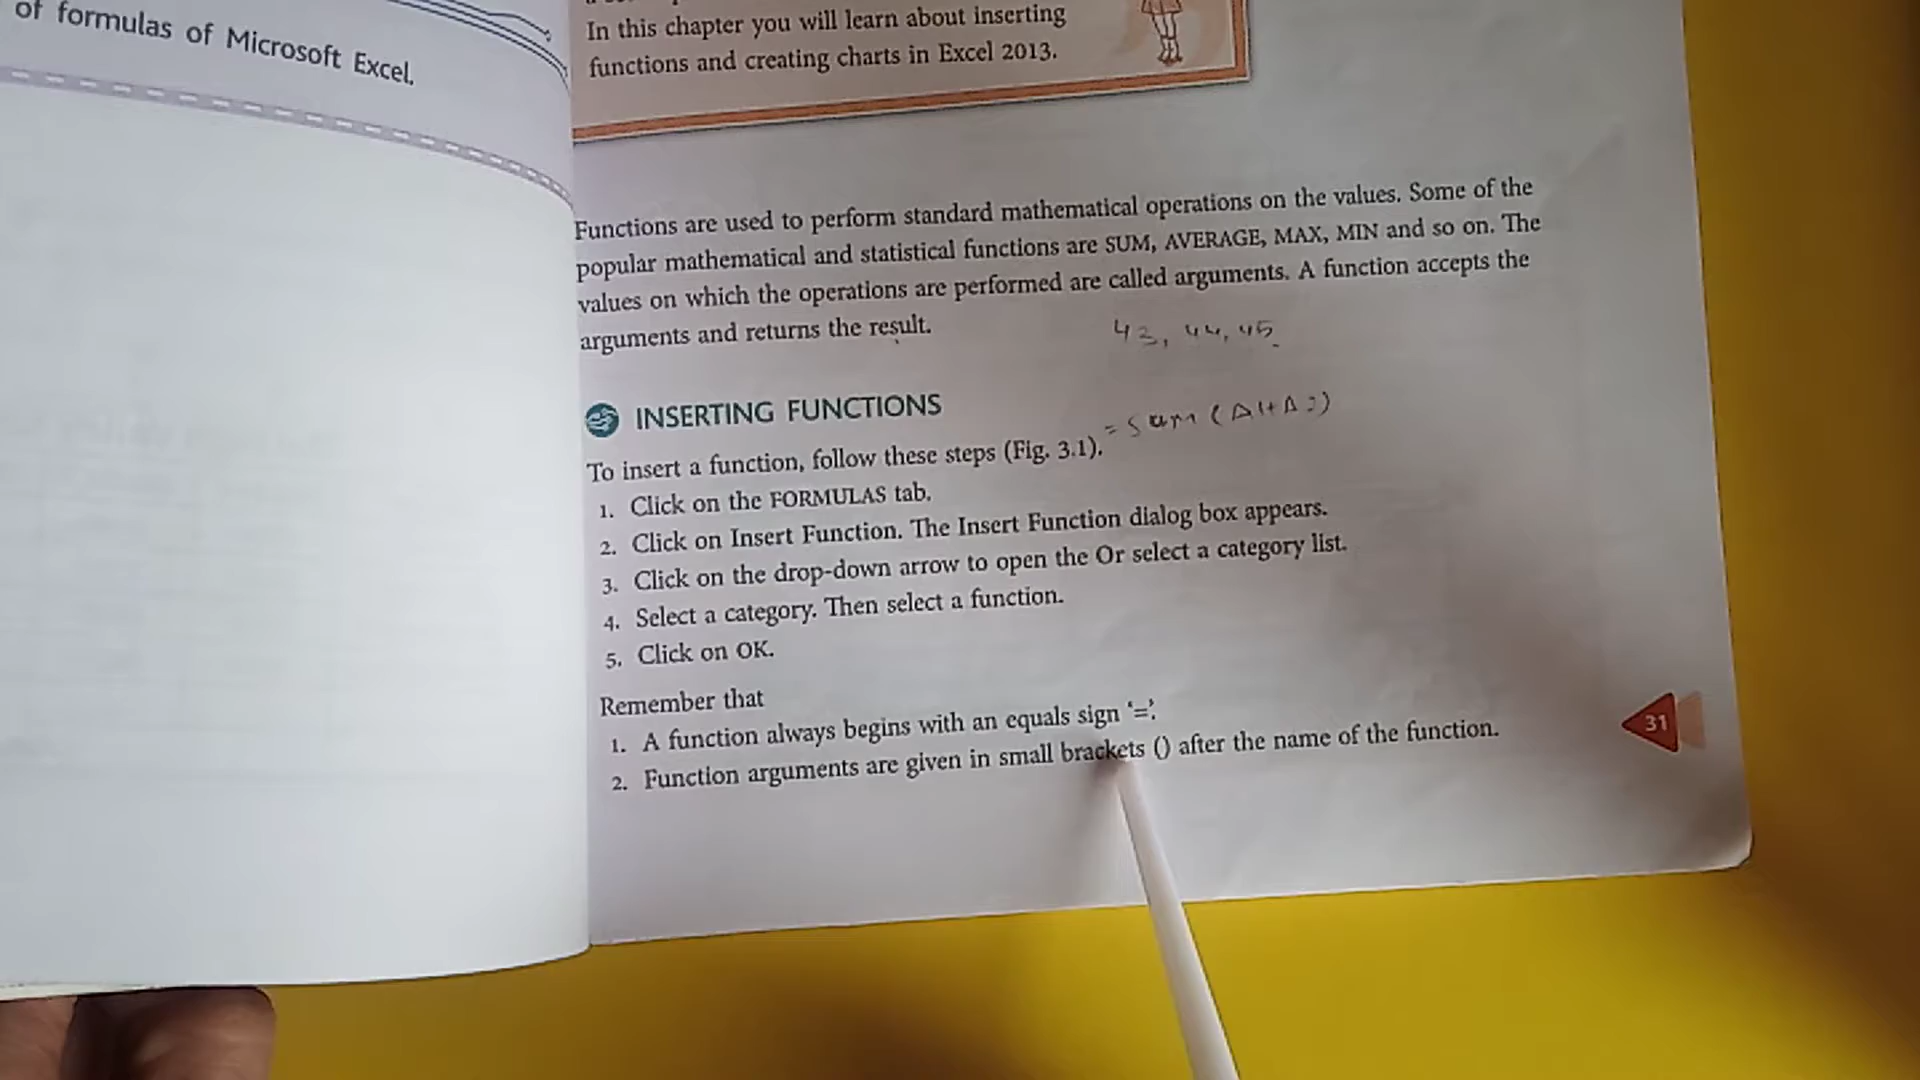 of formulas of Microsoft Excel.
In this chapter you will learn about inserting
functions and creating charts in Excel 2013.
Functions are used to perform standard mathematical operations on the values. Some of the
popular mathematical and statistical functions are SUM, AVERAGE, MAX, MIN and so on. The
values on which the operations are performed are called arguments. A function accepts the
arguments and returns the result.
43, 44, 45
INSERTING FUNCTIONS
= Sum (
To insert a function, follow these steps (Fig. 3.1).
1. Click on the FORMULAS tab.
2. Click on Insert Function. The Insert Function dialog box appears.
3. Click on the drop-down arrow to open the Or select a category list.
4. Select a category. Then select a function.
5. Click on OK.
Remember that
1. A function always begins with an equals sign ‘=’.
2. Function arguments are given in small brackets () after the name of the function.
31